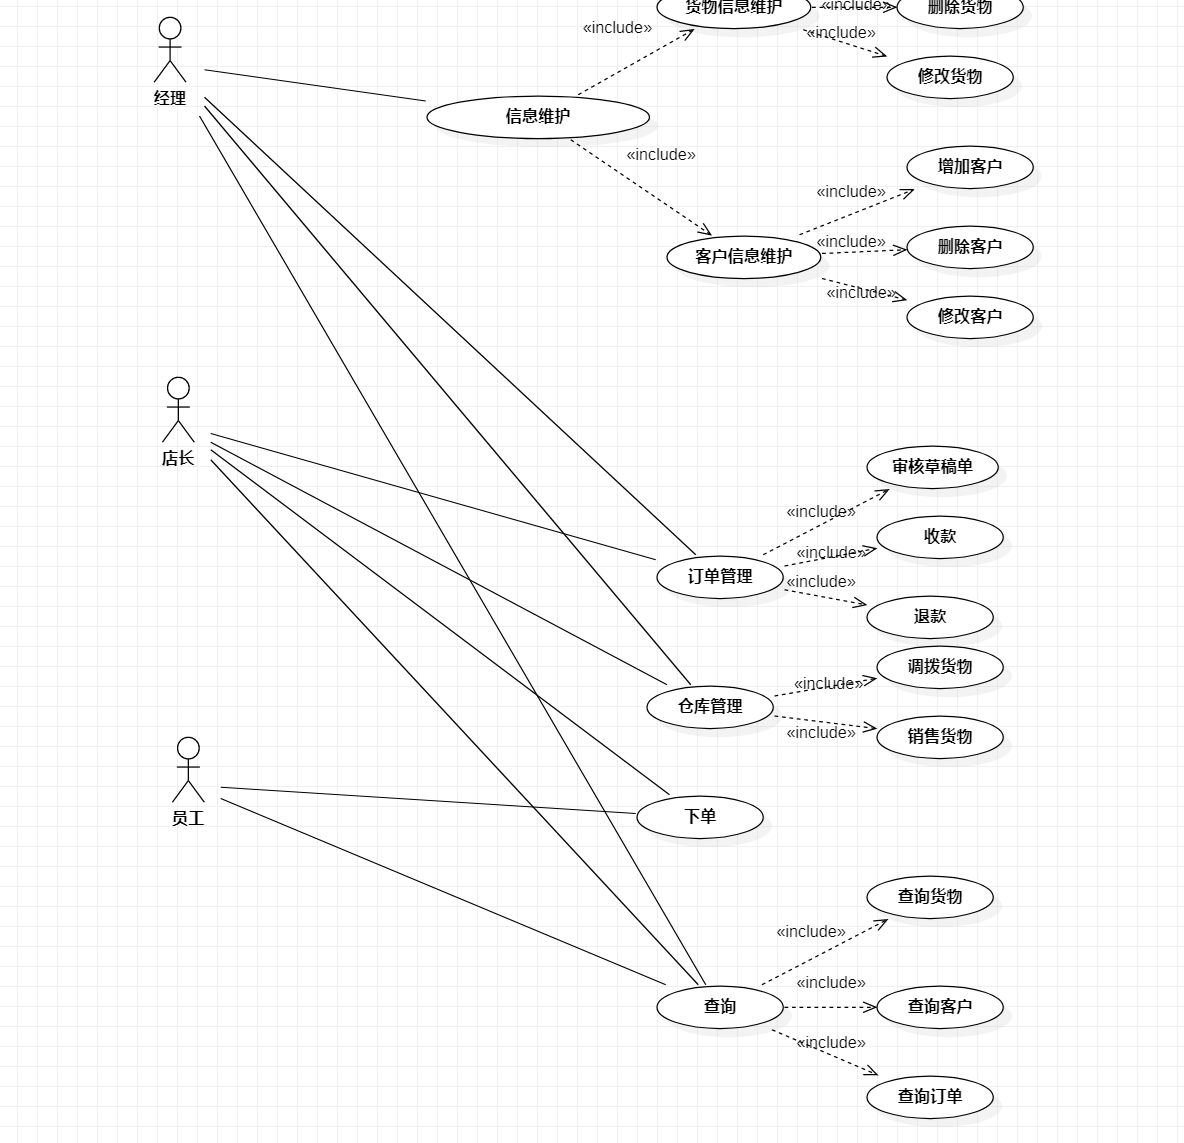 货物信息维护
«include»
删除货物
«include»
«include»
修改货物
经理
信息维护
«include»
增加客户
«include»
客户信息维护
«include»
删除客户
«include»
修改客户
店长
审核草稿单
«include»
收款
«include»
订单管理
«include»
退款
调拨货物
«include»
仓库管理
«include»
销售货物
员工
下单
查询货物
«include»
«include»
查询
查询客户
«include»
查询订单